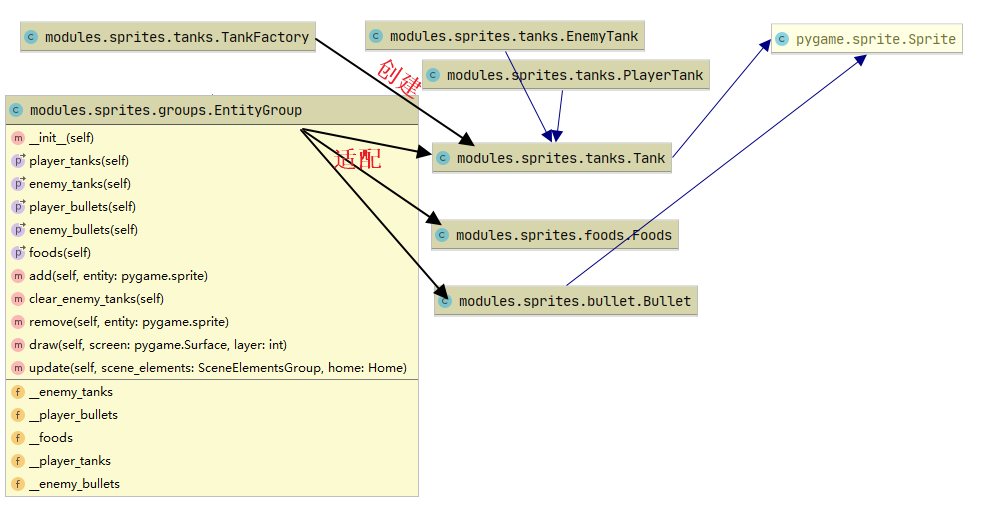 modules.sprites.tanks.TankFactory
modules.sprites.tanks.EnemyTank
pygame.sprite.Sprite
modules.sprites.tanks.PlayerTank
创建
modules.sprites.groups.EntityGroup
__init__(self)
player_tanks(self)
enemy_tanks(self)
player_bullets(self)
enemy_bullets(self)
foods(self)
add(self, entity: pygame.sprite)
clear_enemy_tanks(self)
remove(self, entity: pygame.sprite)
draw(self, screen: pygame.Surface, layer: int)
update(self, scene_elements: SceneElementsGroup, home: Home)
__enemy_tanks
__player_bullets
__foods
__player_tanks
__enemy_bullets
适配
modules.sprites.tanks.Tank
modules.sprites.foods.Foods
modules.sprites.bullet.Bullet